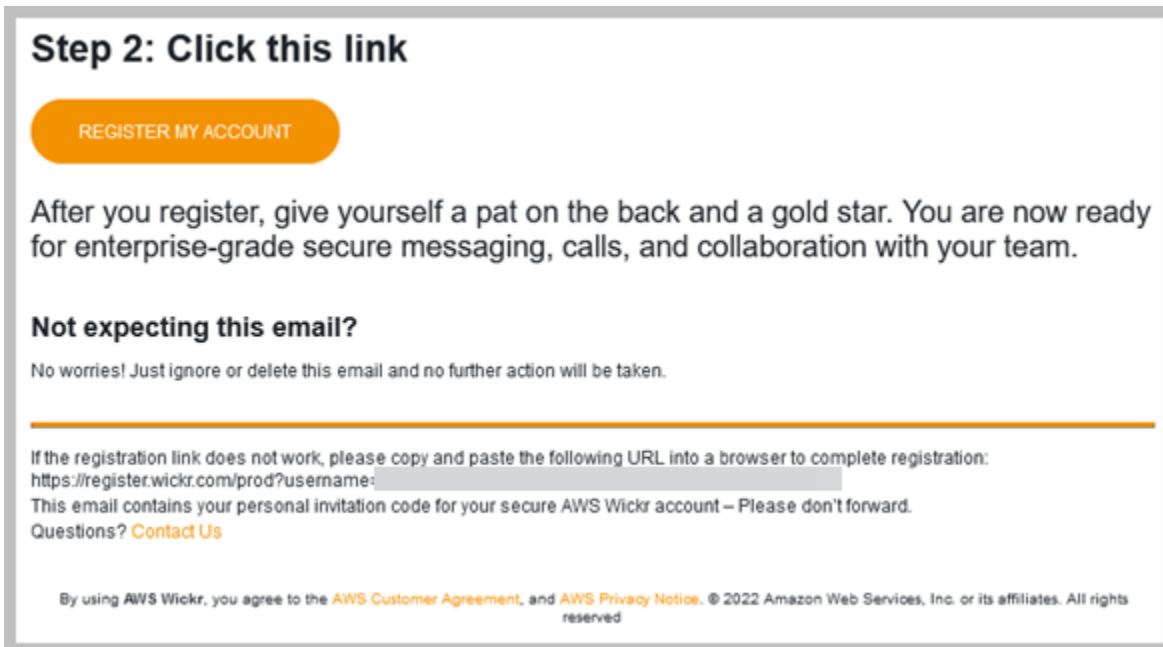 Step 2: Click this link
REGISTER MY ACCOUNT
After you register, give yourself a pat on the back and a gold star. You are now ready
for enterprise-grade secure messaging, calls, and collaboration with your team.
Not expecting this email?
No worries! Just ignore or delete this email and no further action will be taken.
If the registration link does not work, please copy and paste the following URL into a browser to complete registration:
https://register.wickr.com/prod?username=
This email contains your personal invitation code for your secure AWS Wickr account – Please don't forward.
Questions? Contact Us
By using AWS Wickr, you agree to the AWS Customer Agreement, and AWS Privacy Notice. © 2022 Amazon Web Services, Inc. or its affiliates. All rights
reserved